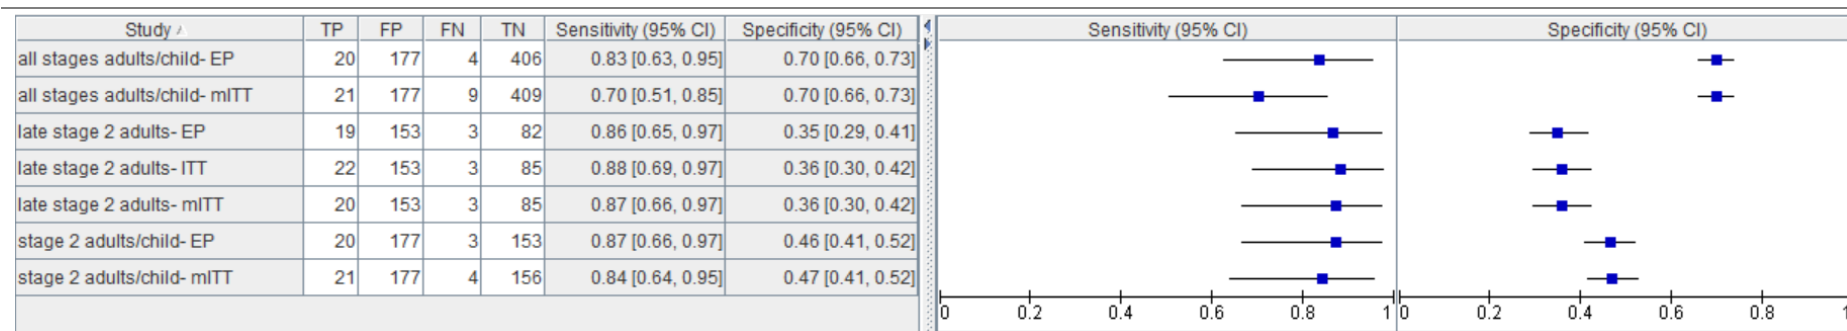 Study TP FP FN TN Sensitivity (95% CI) Specificity (95% CI) Sensitivity (95% CI) Specificity (95% CI)
all stages adults/child- EP 20 177 4 406 0.83 [0.63, 0.95] 0.70 [0.66, 0.73]
all stages adults/child- mITT 21 177 9 409 0.70 [0.51, 0.85] 0.70 [0.66, 0.73]
late stage 2 adults- EP 19 153 3 82 0.86 [0.65, 0.97] 0.35 [0.29, 0.41]
late stage 2 adults- ITT 22 153 3 85 0.88 [0.69, 0.97] 0.36 [0.30, 0.42]
late stage 2 adults- mITT 20 153 3 85 0.87 [0.66, 0.97] 0.36 [0.30, 0.42]
stage 2 adults/child- EP 20 177 3 153 0.87 [0.66, 0.97] 0.46 [0.41, 0.52]
stage 2 adults/child- mITT 21 177 4 156 0.84 [0.64, 0.95] 0.47 [0.41, 0.52]
0 0.2 0.4 0.6 0.8 1 0 0.2 0.4 0.6 0.8